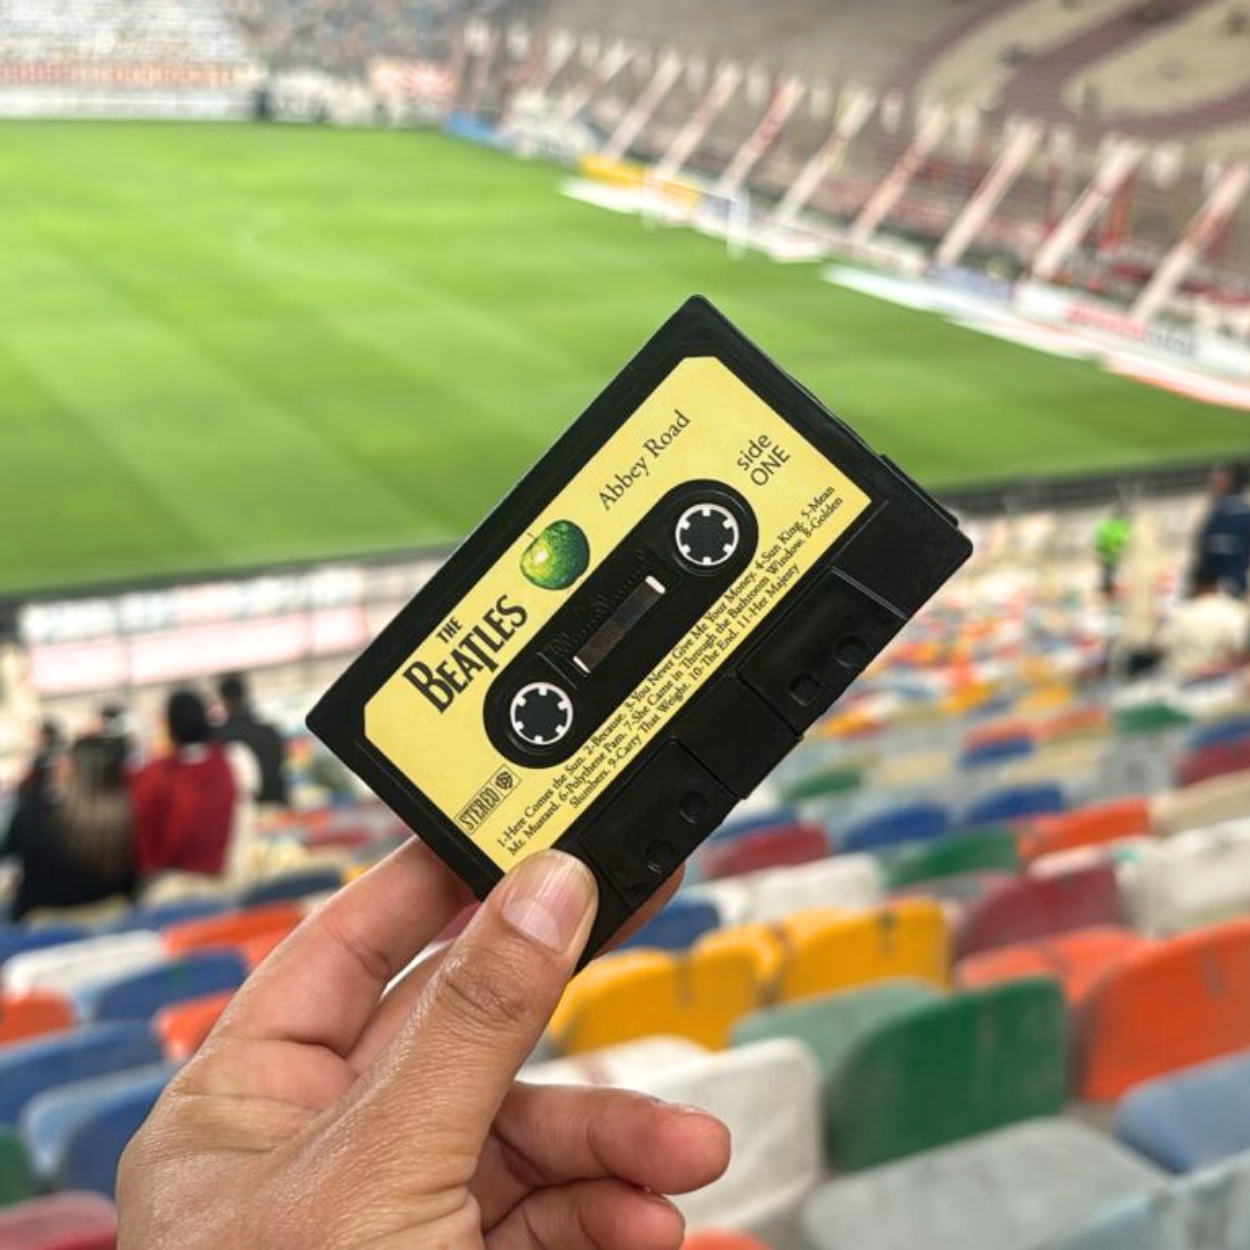 Abbey Road
side
ONE
THE
BEATLES
STEREO
1-Here Comes the Sun. 2-Because. 3-You Never Give Me Your Money. 4-Sun King. 5-Mean
Mr. Mustard. 6-Polythene Pam. 7-She Came in Through the Bathroom Window. 8-Golden
Slumbers. 9-Carry That Weight. 10-The End. 11-Her Majesty